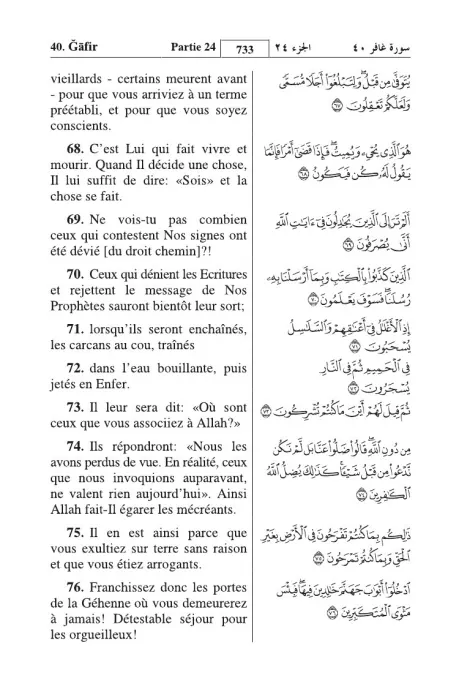 40. Ğāfir Partie 24 733 الجزء ٢٤ سورة غافر ٤٠
vieillards - certains meurent avant
- pour que vous arriviez à un terme
préétabli, et pour que vous soyez
conscients.
68. C'est Lui qui fait vivre et
mourir. Quand Il décide une chose,
Il lui suffit de dire: «Sois» et la
chose se fait.
69. Ne vois-tu pas combien
ceux qui contestent Nos signes ont
été dévié [du droit chemin]?!
70. Ceux qui dénient les Ecritures
et rejettent le message de Nos
Prophètes sauront bientôt leur sort;
71. lorsqu'ils seront enchaînés,
les carcans au cou, traînés
72. dans l'eau bouillante, puis
jetés en Enfer.
73. Il leur sera dit: «Où sont
ceux que vous associiez à Allah?»
74. Ils répondront: «Nous les
avons perdus de vue. En réalité, ceux
que nous invoquions auparavant,
ne valent rien aujourd'hui». Ainsi
Allah fait-Il égarer les mécréants.
75. Il en est ainsi parce que
vous exultiez sur terre sans raison
et que vous étiez arrogants.
76. Franchissez donc les portes
de la Géhenne où vous demeurerez
à jamais! Détestable séjour pour
les orgueilleux!
يُتَوَفَّىٰ مِن قَبْلُ ۖ وَلِتَبْلُغُوٓا۟ أَجَلًا مُّسَمًّى
وَلَعَلَّكُمْ تَعْقِلُونَ ٦٧
هُوَ ٱلَّذِى يُحْىِۦ وَيُمِيتُ ۖ فَإِذَا قَضَىٰٓ أَمْرًا فَإِنَّمَا
يَقُولُ لَهُۥ كُن فَيَكُونُ ٦٨
أَلَمْ تَرَ إِلَى ٱلَّذِينَ يُجَـٰدِلُونَ فِىٓ ءَايَـٰتِ ٱللَّهِ
أَنَّىٰ يُصْرَفُونَ ٦٩
ٱلَّذِينَ كَذَّبُوا۟ بِٱلْكِتَـٰبِ وَبِمَآ أَرْسَلْنَا بِهِۦ
رُسُلَنَا ۖ فَسَوْفَ يَعْلَمُونَ ٧٠
إِذِ ٱلْأَغْلَـٰلُ فِىٓ أَعْنَـٰقِهِمْ وَٱلسَّلَـٰسِلُ
يُسْحَبُونَ ٧١
فِى ٱلْحَمِيمِ ثُمَّ فِى ٱلنَّارِ
يُسْجَرُونَ ٧٢
ثُمَّ قِيلَ لَهُمْ أَيْنَ مَا كُنتُمْ تُشْرِكُونَ ٧٣
مِن دُونِ ٱللَّهِ ۖ قَالُوا۟ ضَلُّوا۟ عَنَّا بَل لَّمْ نَكُن
نَّدْعُوا۟ مِن قَبْلُ شَيْـًٔا ۚ كَذَٰلِكَ يُضِلُّ ٱللَّهُ
ٱلْكَـٰفِرِينَ ٧٤
ذَٰلِكُم بِمَا كُنتُمْ تَفْرَحُونَ فِى ٱلْأَرْضِ بِغَيْرِ
ٱلْحَقِّ وَبِمَا كُنتُمْ تَمْرَحُونَ ٧٥
ٱدْخُلُوٓا۟ أَبْوَٰبَ جَهَنَّمَ خَـٰلِدِينَ فِيهَا ۖ فَبِئْسَ
مَثْوَى ٱلْمُتَكَبِّرِينَ ٧٦